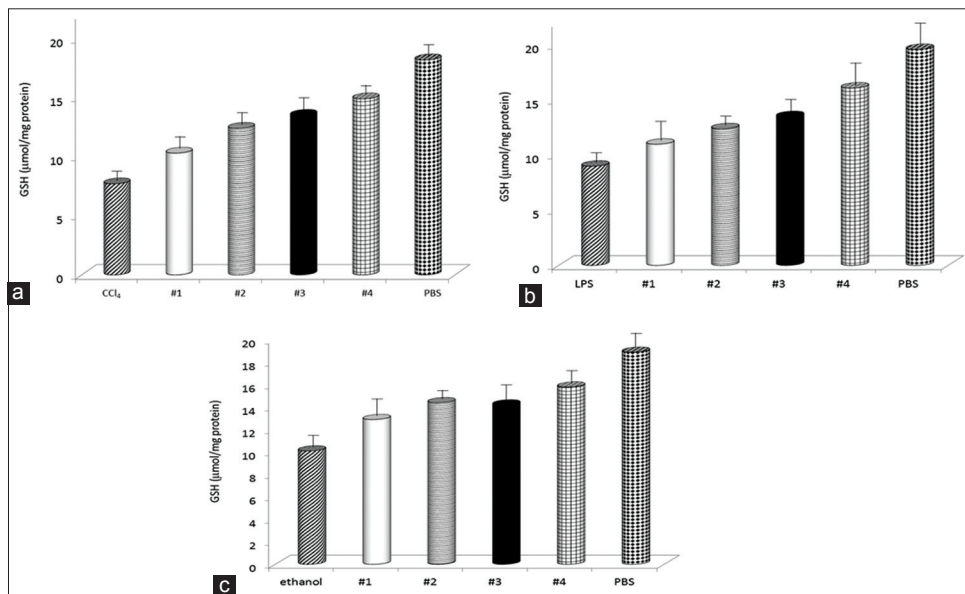 20
15
10
5
0
GSH (µmol/mg protein)
CCl₄ #1 #2 #3 #4 PBS
a
20
15
10
5
0
GSH (µmol/mg protein)
LPS #1 #2 #3 #4 PBS
b
20
18
16
14
12
10
8
6
4
2
0
GSH (µmol/mg protein)
ethanol #1 #2 #3 #4 PBS
c